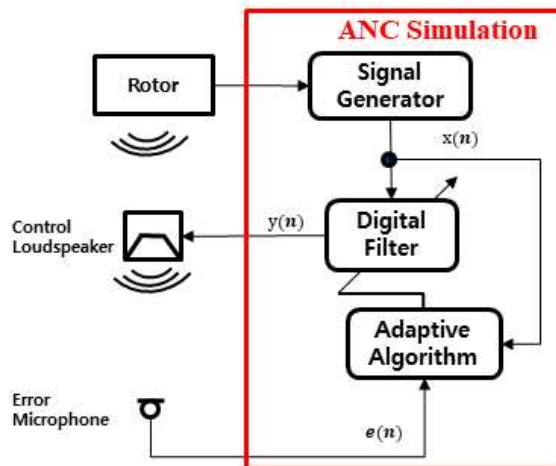 ANC Simulation
Rotor
Signal
Generator
x(n)
Control
Loudspeaker
y(n)
Digital
Filter
Adaptive
Algorithm
Error
Microphone
e(n)